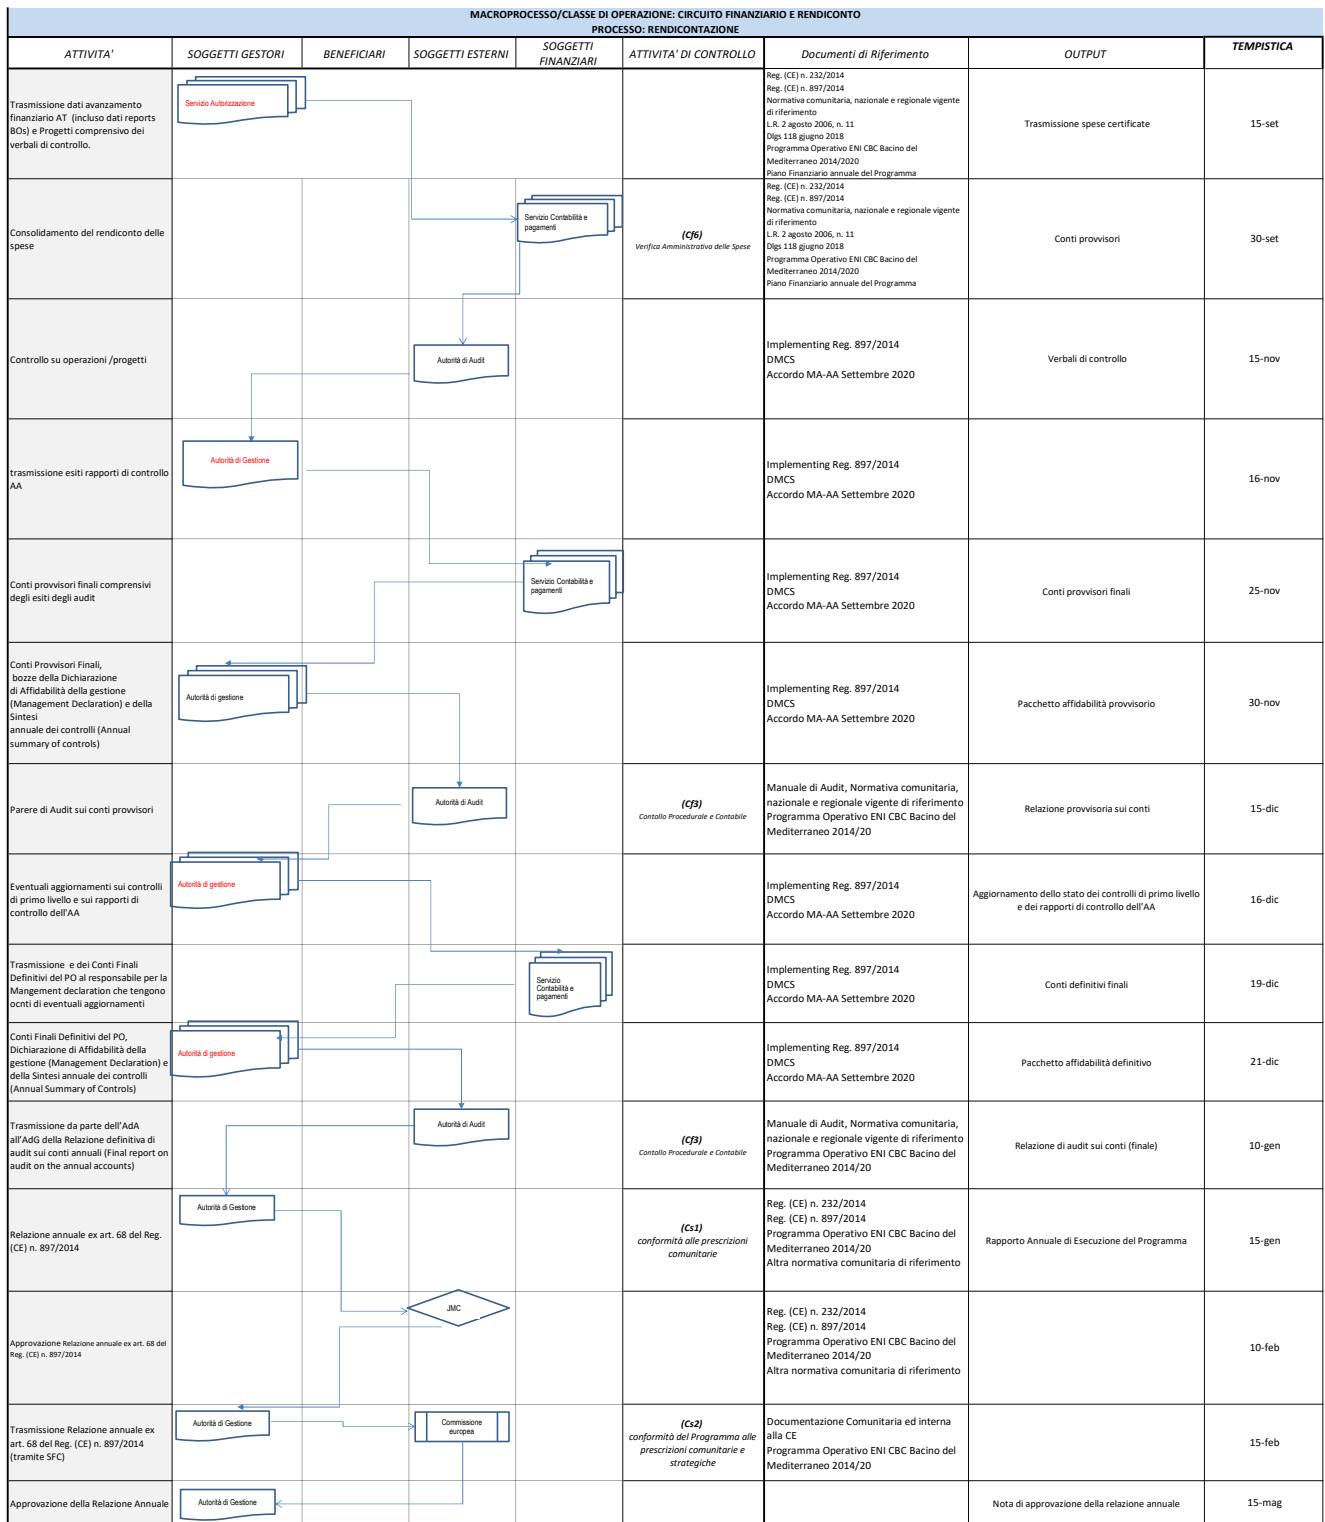 MACROPROCESSO/CLASSE DI OPERAZIONE: CIRCUITO FINANZIARIO E RENDICONTO
PROCESSO: RENDICONTAZIONE
ATTIVITA'
SOGGETTI GESTORI
BENEFICIARI
SOGGETTI ESTERNI
SOGGETTI
FINANZIARI
ATTIVITA' DI CONTROLLO
Documenti di Riferimento
OUTPUT
TEMPISTICA
Trasmissione dati avanzamento
finanziario AT (incluso dati reports
BOs) e Progetti comprensivo dei
verbali di controllo.
Servizio Autorizzazione
Reg. (CE) n. 232/2014
Reg. (CE) n. 897/2014
Normativa comunitaria, nazionale e regionale vigente
di riferimento
L.R. 2 agosto 2006, n. 11
Dlgs 118 giugno 2018
Programma Operativo ENI CBC Bacino del
Mediterraneo 2014/2020
Piano Finanziario annuale del Programma
Trasmissione spese certificate
15-set
Consolidamento del rendiconto delle
spese
Servizio Contabilità e
pagamenti
(Cf6)
Verifica Amministrativa delle Spese
Reg. (CE) n. 232/2014
Reg. (CE) n. 897/2014
Normativa comunitaria, nazionale e regionale vigente
di riferimento
L.R. 2 agosto 2006, n. 11
Dlgs 118 giugno 2018
Programma Operativo ENI CBC Bacino del
Mediterraneo 2014/2020
Piano Finanziario annuale del Programma
Conti provvisori
30-set
Controllo su operazioni /progetti
Autorità di Audit
Implementing Reg. 897/2014
DMCS
Accordo MA-AA Settembre 2020
Verbali di controllo
15-nov
trasmissione esiti rapporti di controllo
AA
Autorità di Gestione
Implementing Reg. 897/2014
DMCS
Accordo MA-AA Settembre 2020
16-nov
Conti provvisori finali comprensivi
degli esiti degli audit
Servizio Contabilità e
pagamenti
Implementing Reg. 897/2014
DMCS
Accordo MA-AA Settembre 2020
Conti provvisori finali
25-nov
Conti Provvisori Finali,
bozze della Dichiarazione
di Affidabilità della gestione
(Management Declaration) e della
Sintesi
annuale dei controlli (Annual
summary of controls)
Autorità di gestione
Implementing Reg. 897/2014
DMCS
Accordo MA-AA Settembre 2020
Pacchetto affidabilità provvisorio
30-nov
Parere di Audit sui conti provvisori
Autorità di Audit
(Cf3)
Contollo Procedurale e Contabile
Manuale di Audit, Normativa comunitaria,
nazionale e regionale vigente di riferimento
Programma Operativo ENI CBC Bacino del
Mediterraneo 2014/20
Relazione provvisoria sui conti
15-dic
Eventuali aggiornamenti sui controlli
di primo livello e sui rapporti di
controllo dell'AA
Autorità di gestione
Implementing Reg. 897/2014
DMCS
Accordo MA-AA Settembre 2020
Aggiornamento dello stato dei controlli di primo livello
e dei rapporti di controllo dell'AA
16-dic
Trasmissione e dei Conti Finali
Definitivi del PO al responsabile per la
Mangement declaration che tengono
ocnti di eventuali aggiornamenti
Servizio
Contabilità e
pagamenti
Implementing Reg. 897/2014
DMCS
Accordo MA-AA Settembre 2020
Conti definitivi finali
19-dic
Conti Finali Definitivi del PO,
Dichiarazione di Affidabilità della
gestione (Management Declaration) e
della Sintesi annuale dei controlli
(Annual Summary of Controls)
Autorità di gestione
Implementing Reg. 897/2014
DMCS
Accordo MA-AA Settembre 2020
Pacchetto affidabilità definitivo
21-dic
Trasmissione da parte dell'AdA
all'AdG della Relazione definitiva di
audit sui conti annuali (Final report on
audit on the annual accounts)
Autorità di Audit
(Cf3)
Contollo Procedurale e Contabile
Manuale di Audit, Normativa comunitaria,
nazionale e regionale vigente di riferimento
Programma Operativo ENI CBC Bacino del
Mediterraneo 2014/20
Relazione di audit sui conti (finale)
10-gen
Relazione annuale ex art. 68 del Reg.
(CE) n. 897/2014
Autorità di Gestione
(Cs1)
conformità alle prescrizioni
comunitarie
Reg. (CE) n. 232/2014
Reg. (CE) n. 897/2014
Programma Operativo ENI CBC Bacino del
Mediterraneo 2014/20
Altra normativa comunitaria di riferimento
Rapporto Annuale di Esecuzione del Programma
15-gen
Approvazione Relazione annuale ex art. 68 del
Reg. (CE) n. 897/2014
JMC
Reg. (CE) n. 232/2014
Reg. (CE) n. 897/2014
Programma Operativo ENI CBC Bacino del
Mediterraneo 2014/20
Altra normativa comunitaria di riferimento
10-feb
Trasmissione Relazione annuale ex
art. 68 del Reg. (CE) n. 897/2014
(tramite SFC)
Autorità di Gestione
Commissione
europea
(Cs2)
conformità del Programma alle
prescrizioni comunitarie e
strategiche
Documentazione Comunitaria ed interna
alla CE
Programma Operativo ENI CBC Bacino del
Mediterraneo 2014/20
15-feb
Approvazione della Relazione Annuale
Autorità di Gestione
Nota di approvazione della relazione annuale
15-mag